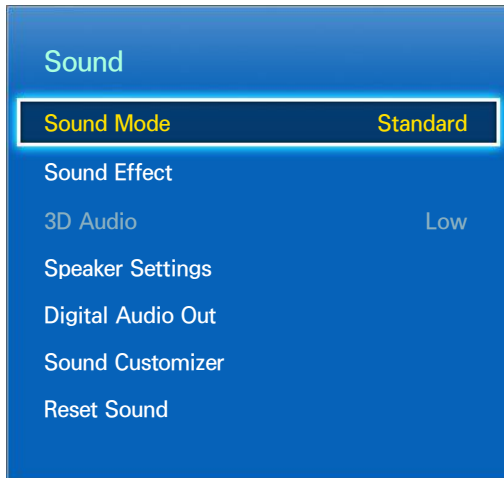 Sound
Sound Mode Standard
Sound Effect
3D Audio Low
Speaker Settings
Digital Audio Out
Sound Customizer
Reset Sound